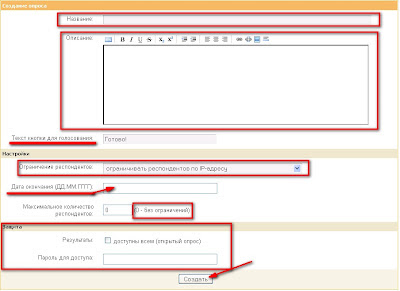 Создание опроса
Название:
Описание:
B I U S X₂ X²
Текст кнопки для голосования: Готово!
Настройки
Ограничения респондентов: ограничивать респондентов по IP-адресу
Дата окончания (ДД.ММ.ГГГГ):
Максимальное количество респондентов: 0 (0 - без ограничений)
Защита
Результаты: доступны всем (открытый опрос)
Пароль для доступа:
Создать